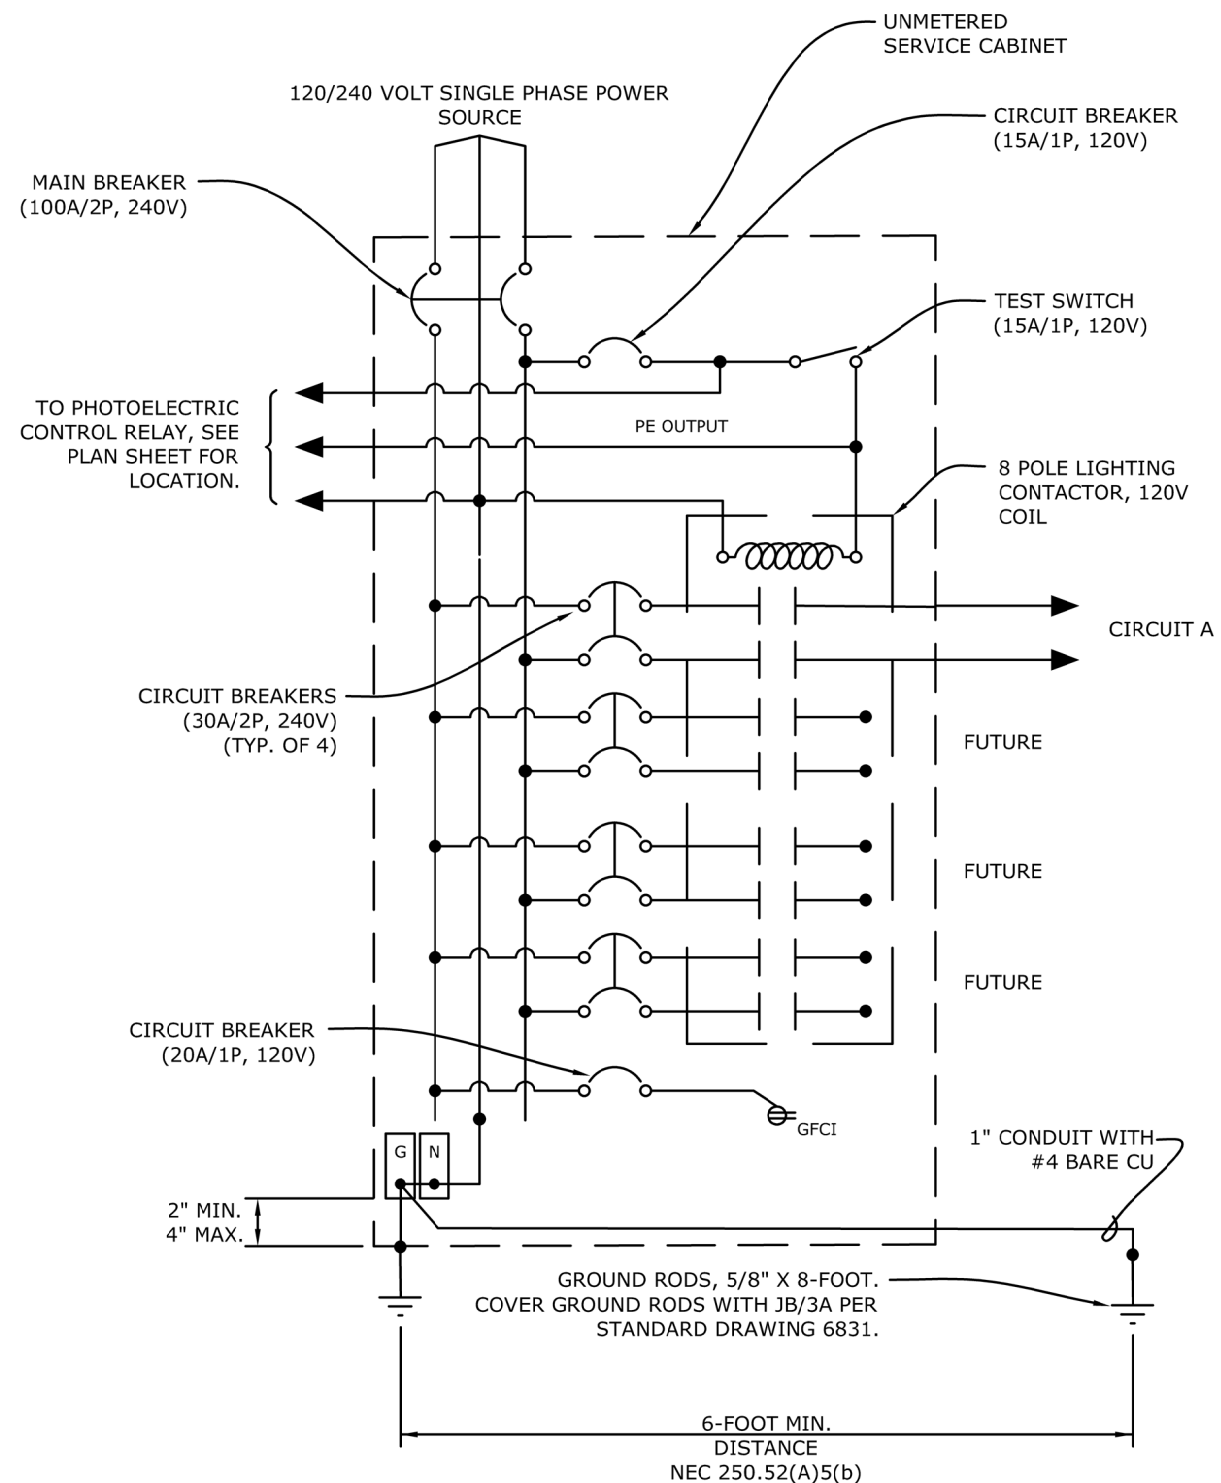 UNMETERED
SERVICE CABINET
120/240 VOLT SINGLE PHASE POWER
SOURCE
CIRCUIT BREAKER
(15A/1P, 120V)
MAIN BREAKER
(100A/2P, 240V)
TEST SWITCH
(15A/1P, 120V)
TO PHOTOELECTRIC
CONTROL RELAY, SEE
PLAN SHEET FOR
LOCATION.
PE OUTPUT
8 POLE LIGHTING
CONTACTOR, 120V
COIL
CIRCUIT A
CIRCUIT BREAKERS
(30A/2P, 240V)
(TYP. OF 4)
FUTURE
FUTURE
FUTURE
CIRCUIT BREAKER
(20A/1P, 120V)
GFCI
G
N
1" CONDUIT WITH
#4 BARE CU
2" MIN.
4" MAX.
GROUND RODS, 5/8" X 8-FOOT.
COVER GROUND RODS WITH JB/3A PER
STANDARD DRAWING 6831.
6-FOOT MIN.
DISTANCE
NEC 250.52(A)5(b)